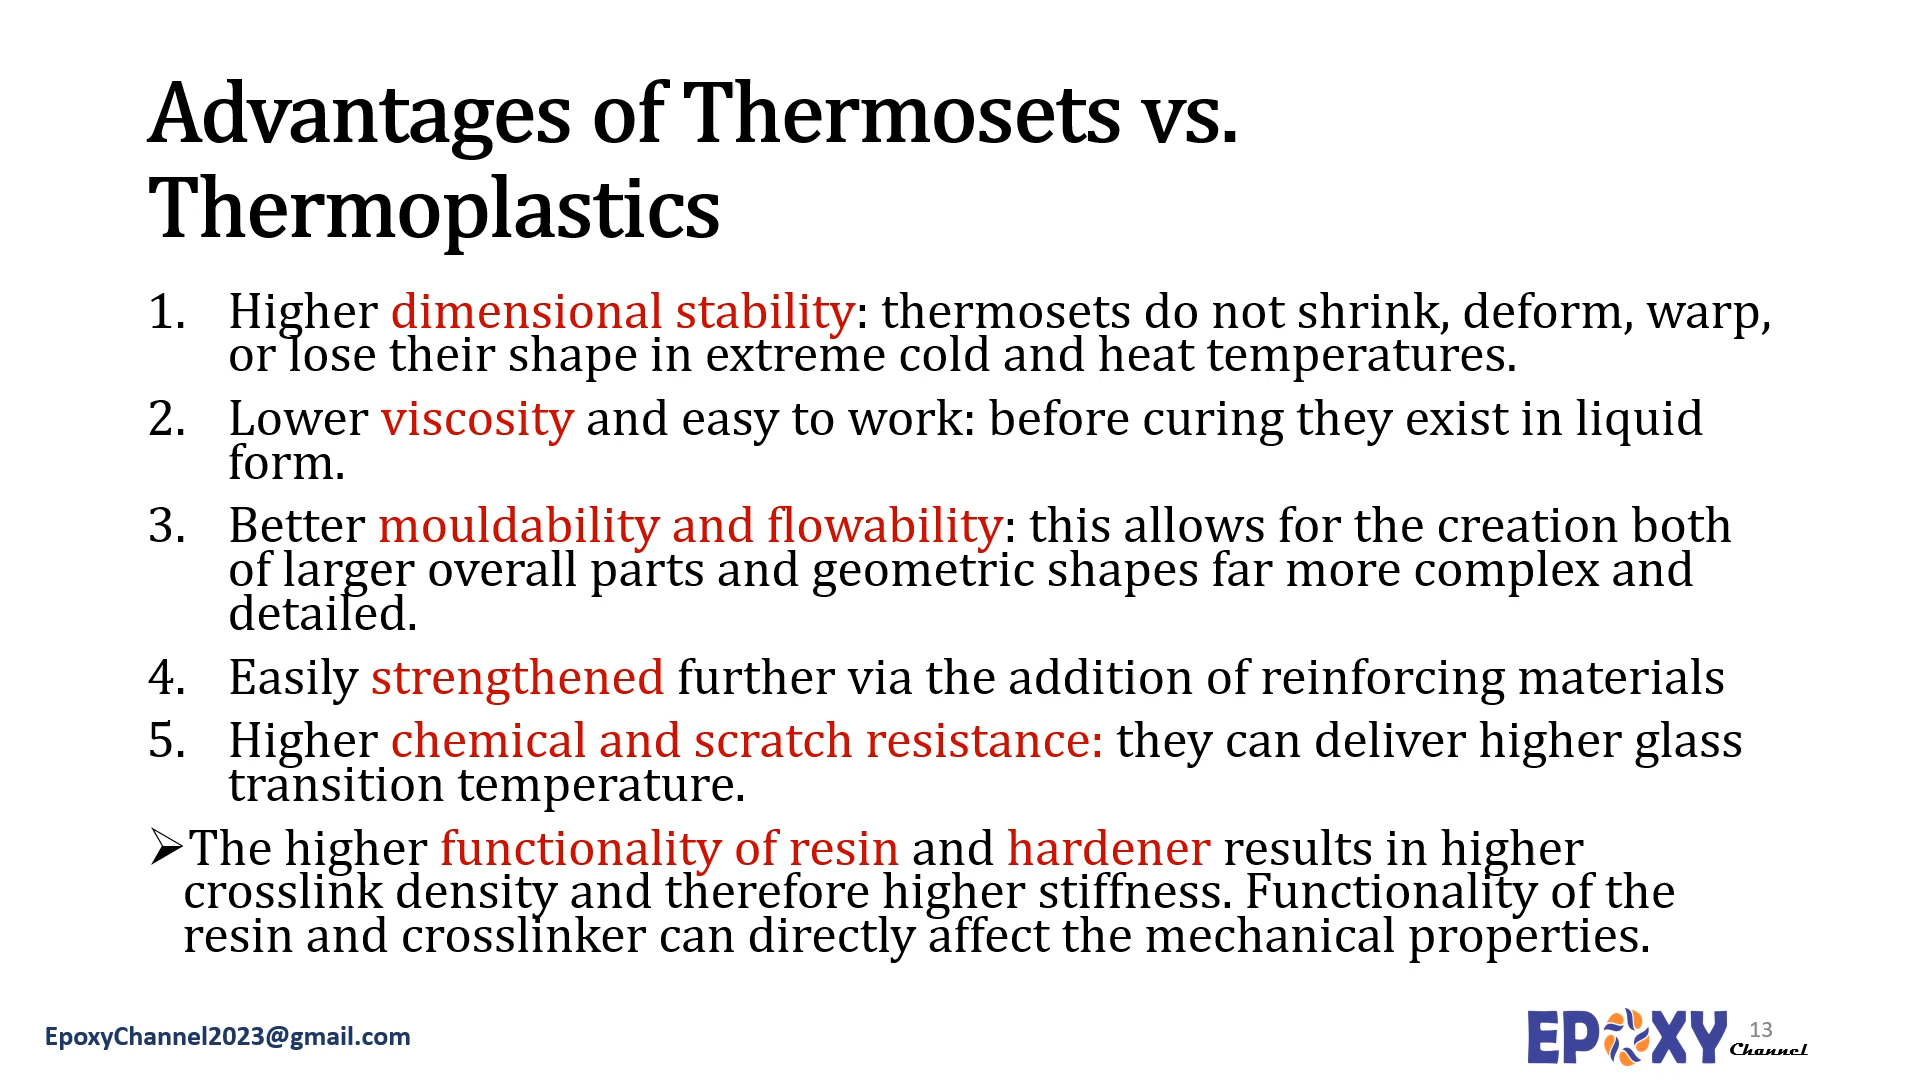 Advantages of Thermosets vs.
Thermoplastics
1. Higher dimensional stability: thermosets do not shrink, deform, warp,
or lose their shape in extreme cold and heat temperatures.
2. Lower viscosity and easy to work: before curing they exist in liquid
form.
3. Better mouldability and flowability: this allows for the creation both
of larger overall parts and geometric shapes far more complex and
detailed.
4. Easily strengthened further via the addition of reinforcing materials
5. Higher chemical and scratch resistance: they can deliver higher glass
transition temperature.
➢The higher functionality of resin and hardener results in higher
crosslink density and therefore higher stiffness. Functionality of the
resin and crosslinker can directly affect the mechanical properties.
EpoxyChannel2023@gmail.com
EPOXY
Channel
13